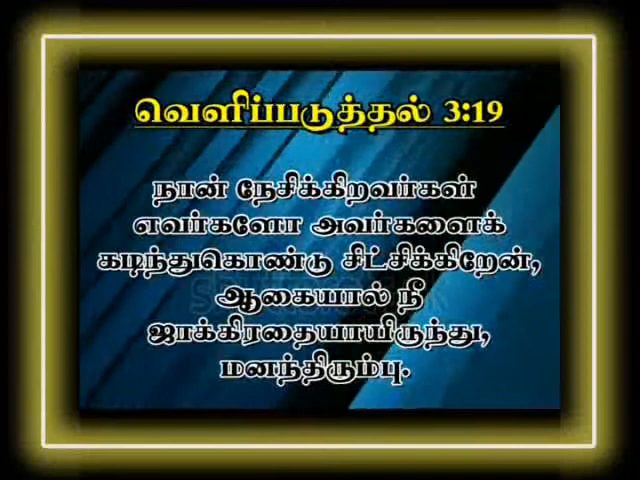 வெளிப்படுத்தல் 3:19
நான் நேசிக்கிறவர்கள்
எவர்களோ அவர்களைக்
கடிந்துகொண்டு சிட்சிக்கிறேன்,
ஆகையால் நீ
ஜாக்கிரதையாயிருந்து,
மனந்திரும்பு.